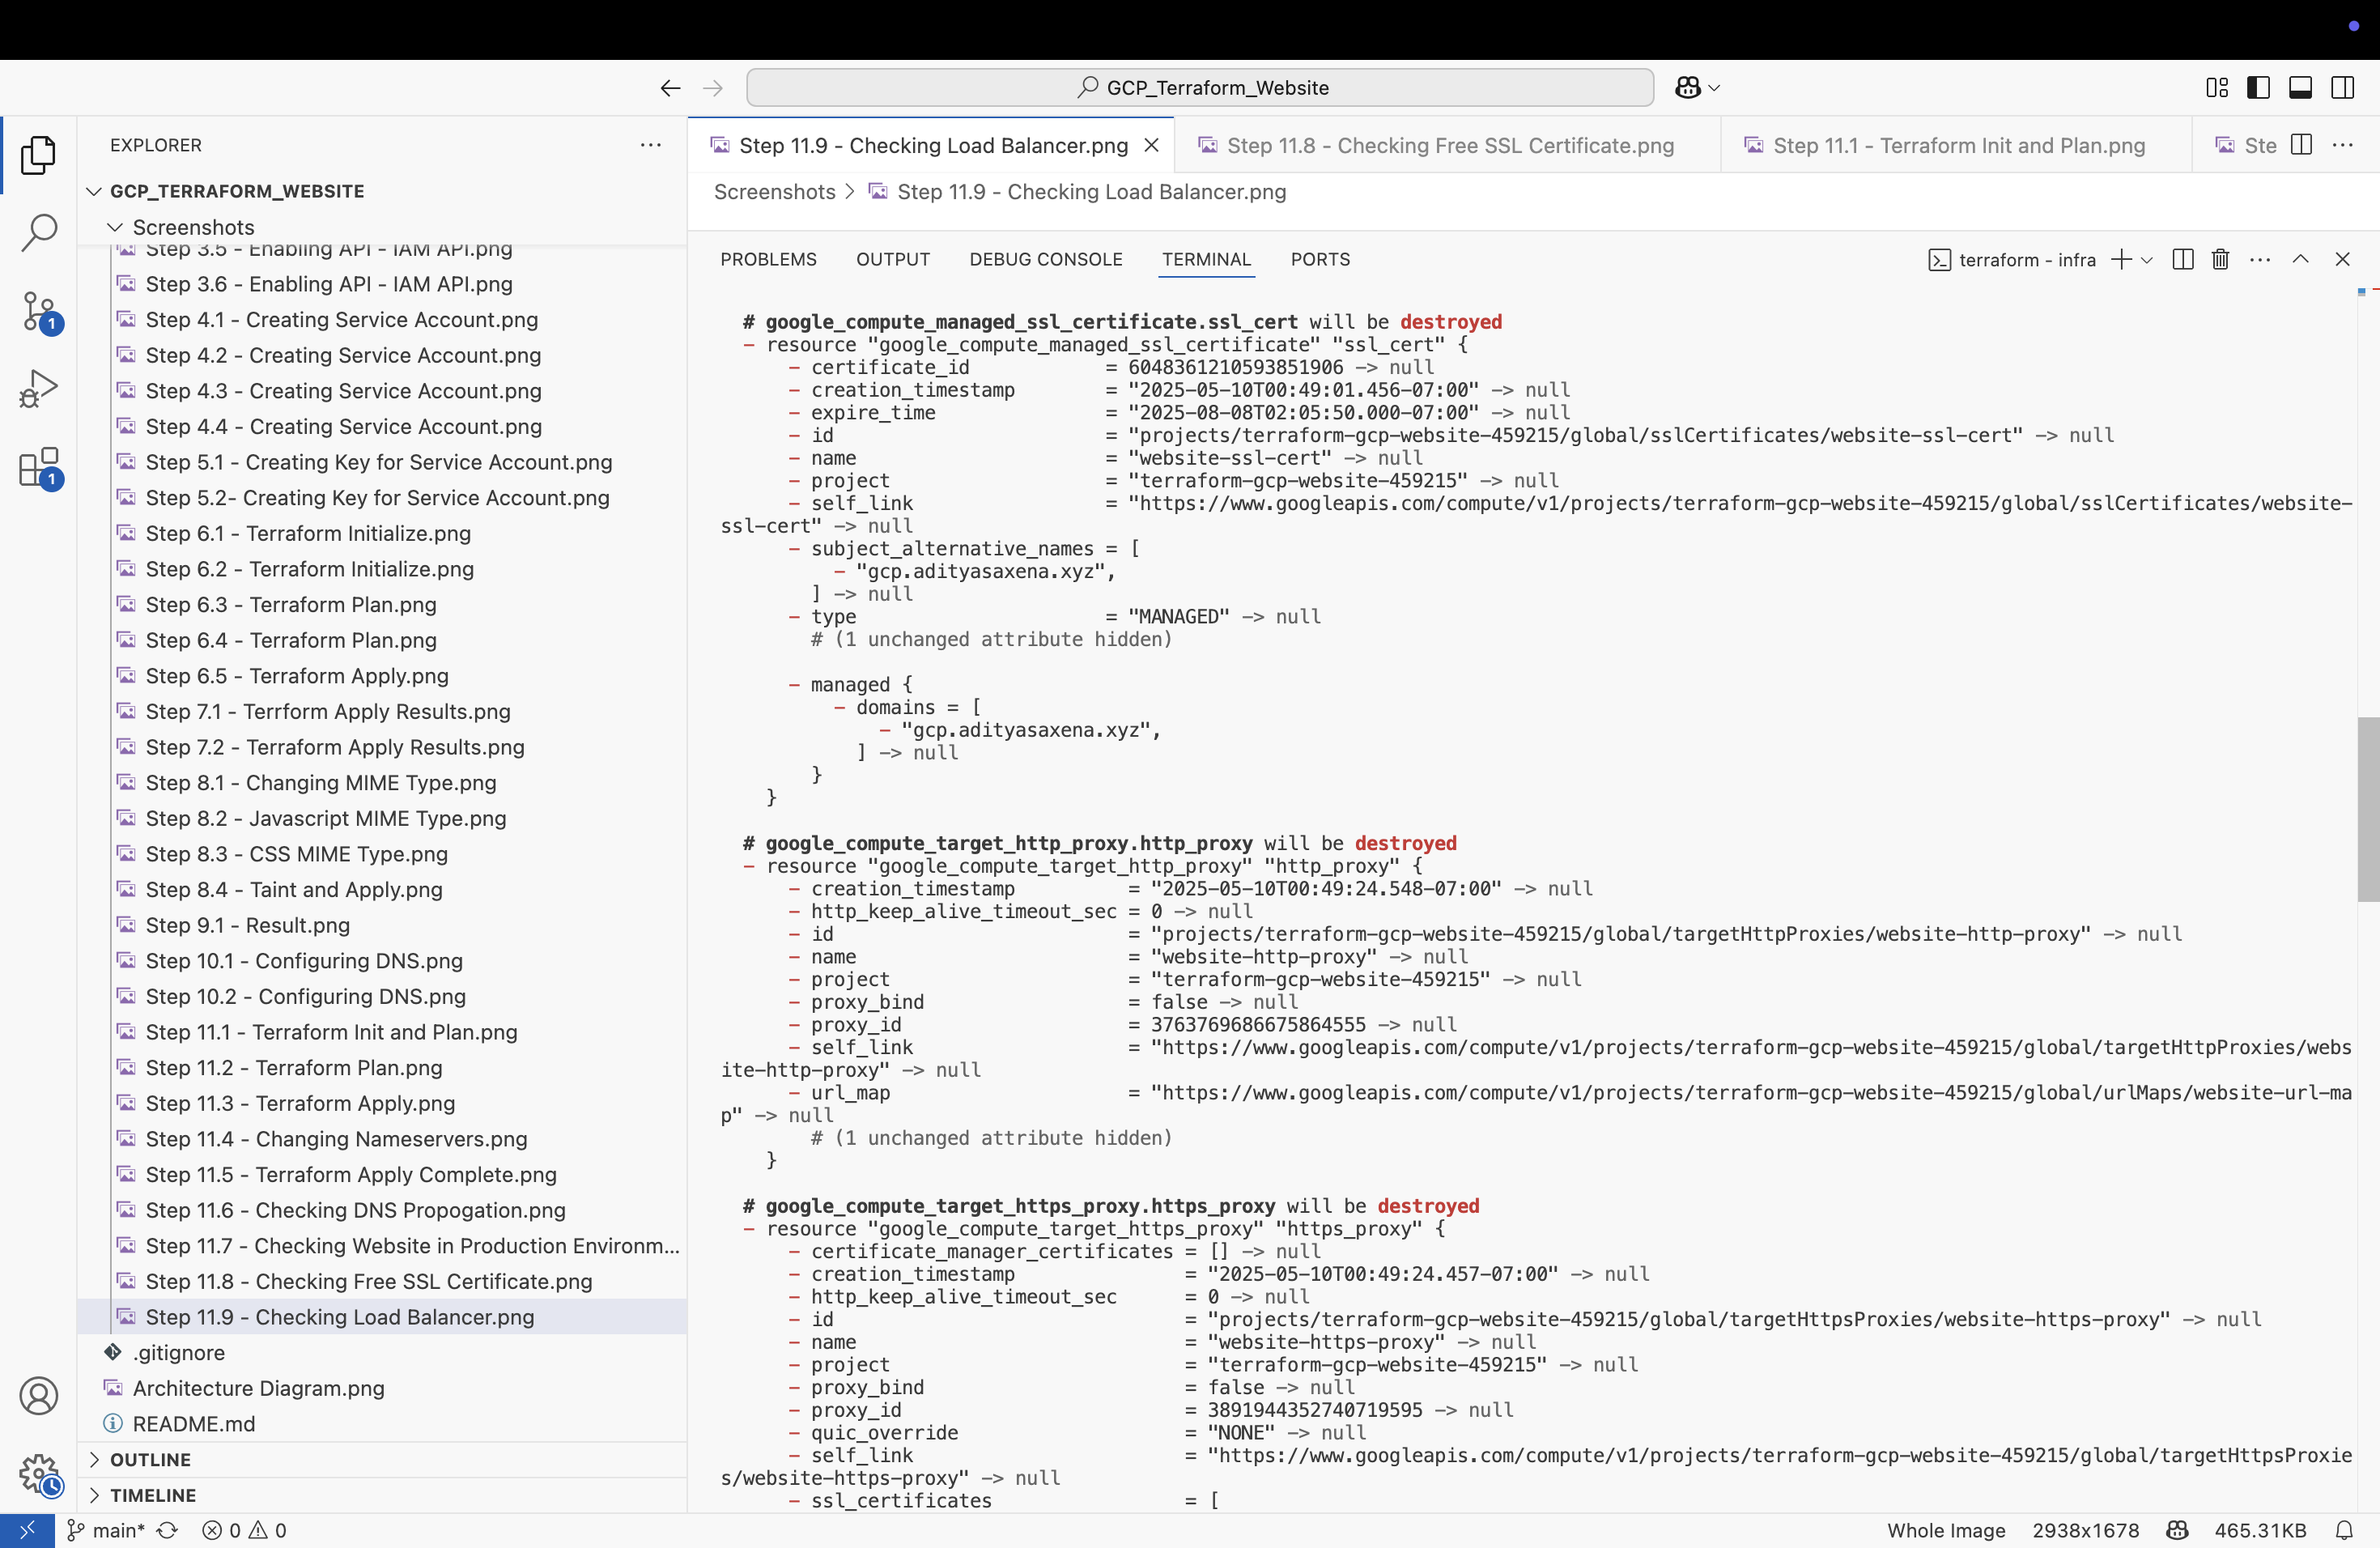 GCP_Terraform_Website
EXPLORER
GCP_TERRAFORM_WEBSITE
Screenshots
Step 3.5 - Enabling API - IAM API.png
Step 3.6 - Enabling API - IAM API.png
Step 4.1 - Creating Service Account.png
Step 4.2 - Creating Service Account.png
Step 4.3 - Creating Service Account.png
Step 4.4 - Creating Service Account.png
Step 5.1 - Creating Key for Service Account.png
Step 5.2- Creating Key for Service Account.png
Step 6.1 - Terraform Initialize.png
Step 6.2 - Terraform Initialize.png
Step 6.3 - Terraform Plan.png
Step 6.4 - Terraform Plan.png
Step 6.5 - Terraform Apply.png
Step 7.1 - Terrform Apply Results.png
Step 7.2 - Terraform Apply Results.png
Step 8.1 - Changing MIME Type.png
Step 8.2 - Javascript MIME Type.png
Step 8.3 - CSS MIME Type.png
Step 8.4 - Taint and Apply.png
Step 9.1 - Result.png
Step 10.1 - Configuring DNS.png
Step 10.2 - Configuring DNS.png
Step 11.1 - Terraform Init and Plan.png
Step 11.2 - Terraform Plan.png
Step 11.3 - Terraform Apply.png
Step 11.4 - Changing Nameservers.png
Step 11.5 - Terraform Apply Complete.png
Step 11.6 - Checking DNS Propogation.png
Step 11.7 - Checking Website in Production Environm...
Step 11.8 - Checking Free SSL Certificate.png
Step 11.9 - Checking Load Balancer.png
.gitignore
Architecture Diagram.png
README.md
OUTLINE
TIMELINE
1
1
Step 11.9 - Checking Load Balancer.png
Step 11.8 - Checking Free SSL Certificate.png
Step 11.1 - Terraform Init and Plan.png
Ste
Screenshots > Step 11.9 - Checking Load Balancer.png
PROBLEMS OUTPUT DEBUG CONSOLE TERMINAL PORTS
terraform - infra
# google_compute_managed_ssl_certificate.ssl_cert will be destroyed
- resource "google_compute_managed_ssl_certificate" "ssl_cert" {
- certificate_id = 6048361210593851906 -> null
- creation_timestamp = "2025-05-10T00:49:01.456-07:00" -> null
- expire_time = "2025-08-08T02:05:50.000-07:00" -> null
- id = "projects/terraform-gcp-website-459215/global/sslCertificates/website-ssl-cert" -> null
- name = "website-ssl-cert" -> null
- project = "terraform-gcp-website-459215" -> null
- self_link = "https://www.googleapis.com/compute/v1/projects/terraform-gcp-website-459215/global/sslCertificates/website-
ssl-cert" -> null
- subject_alternative_names = [
- "gcp.adityasaxena.xyz",
] -> null
- type = "MANAGED" -> null
# (1 unchanged attribute hidden)
- managed {
- domains = [
- "gcp.adityasaxena.xyz",
] -> null
}
}
# google_compute_target_http_proxy.http_proxy will be destroyed
- resource "google_compute_target_http_proxy" "http_proxy" {
- creation_timestamp = "2025-05-10T00:49:24.548-07:00" -> null
- http_keep_alive_timeout_sec = 0 -> null
- id = "projects/terraform-gcp-website-459215/global/targetHttpProxies/website-http-proxy" -> null
- name = "website-http-proxy" -> null
- project = "terraform-gcp-website-459215" -> null
- proxy_bind = false -> null
- proxy_id = 3763769686675864555 -> null
- self_link = "https://www.googleapis.com/compute/v1/projects/terraform-gcp-website-459215/global/targetHttpProxies/webs
ite-http-proxy" -> null
- url_map = "https://www.googleapis.com/compute/v1/projects/terraform-gcp-website-459215/global/urlMaps/website-url-ma
p" -> null
# (1 unchanged attribute hidden)
}
# google_compute_target_https_proxy.https_proxy will be destroyed
- resource "google_compute_target_https_proxy" "https_proxy" {
- certificate_manager_certificates = [] -> null
- creation_timestamp = "2025-05-10T00:49:24.457-07:00" -> null
- http_keep_alive_timeout_sec = 0 -> null
- id = "projects/terraform-gcp-website-459215/global/targetHttpsProxies/website-https-proxy" -> null
- name = "website-https-proxy" -> null
- project = "terraform-gcp-website-459215" -> null
- proxy_bind = false -> null
- proxy_id = 3891944352740719595 -> null
- quic_override = "NONE" -> null
- self_link = "https://www.googleapis.com/compute/v1/projects/terraform-gcp-website-459215/global/targetHttpsProxie
s/website-https-proxy" -> null
- ssl_certificates = [
main* 0 0
Whole Image 2938x1678 465.31KB